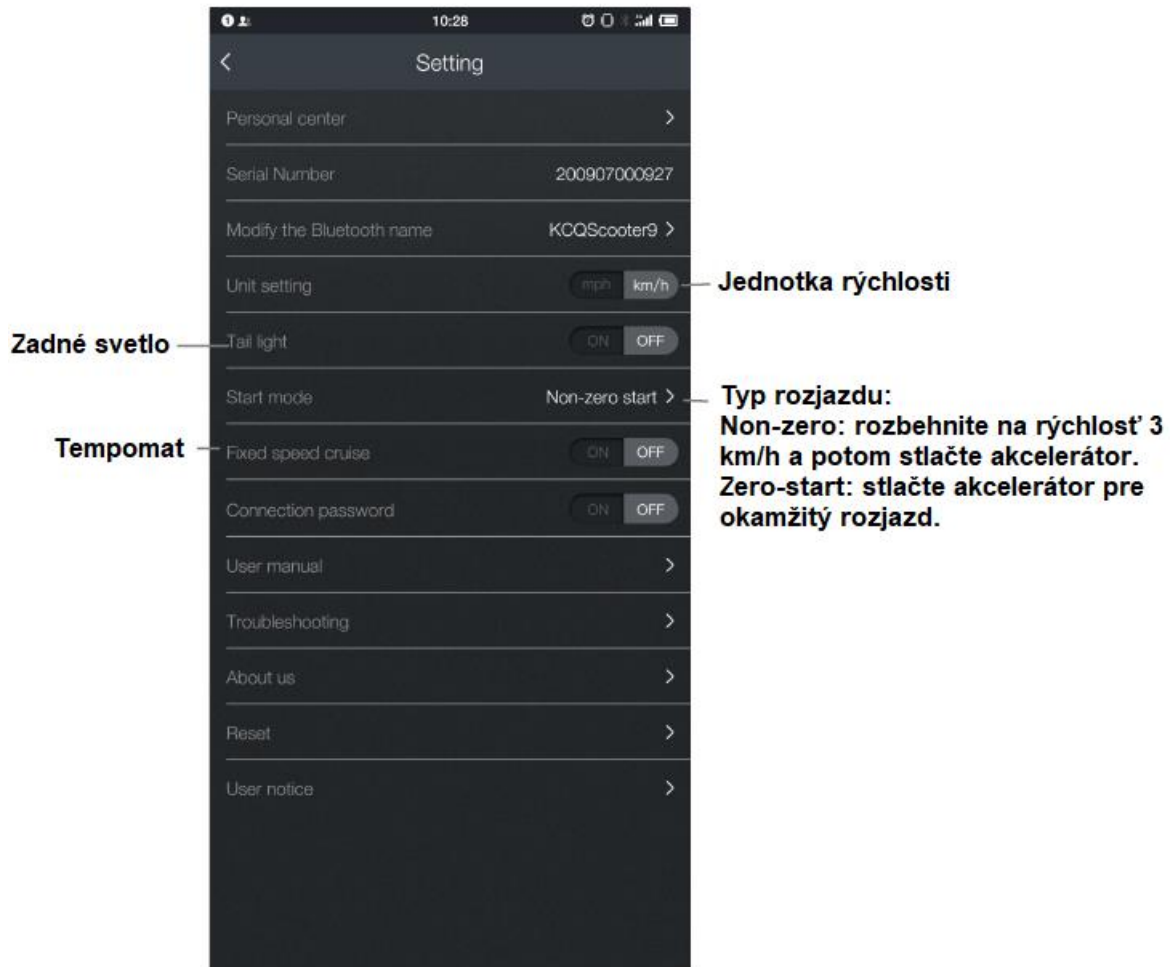 10:28
Setting
Personal center
Serial Number 200907000927
Modify the Bluetooth name KCQScooter9
Unit setting mph km/h
Jednotka rýchlosti
Zadné svetlo
Tail light ON OFF
Start mode Non-zero start
Typ rozjazdu:
Non-zero: rozbehnite na rýchlosť 3
km/h a potom stlačte akcelerátor.
Zero-start: stlačte akcelerátor pre
okamžitý rozjazd.
Tempomat
Fixed speed cruise ON OFF
Connection password ON OFF
User manual
Troubleshooting
About us
Reset
User notice